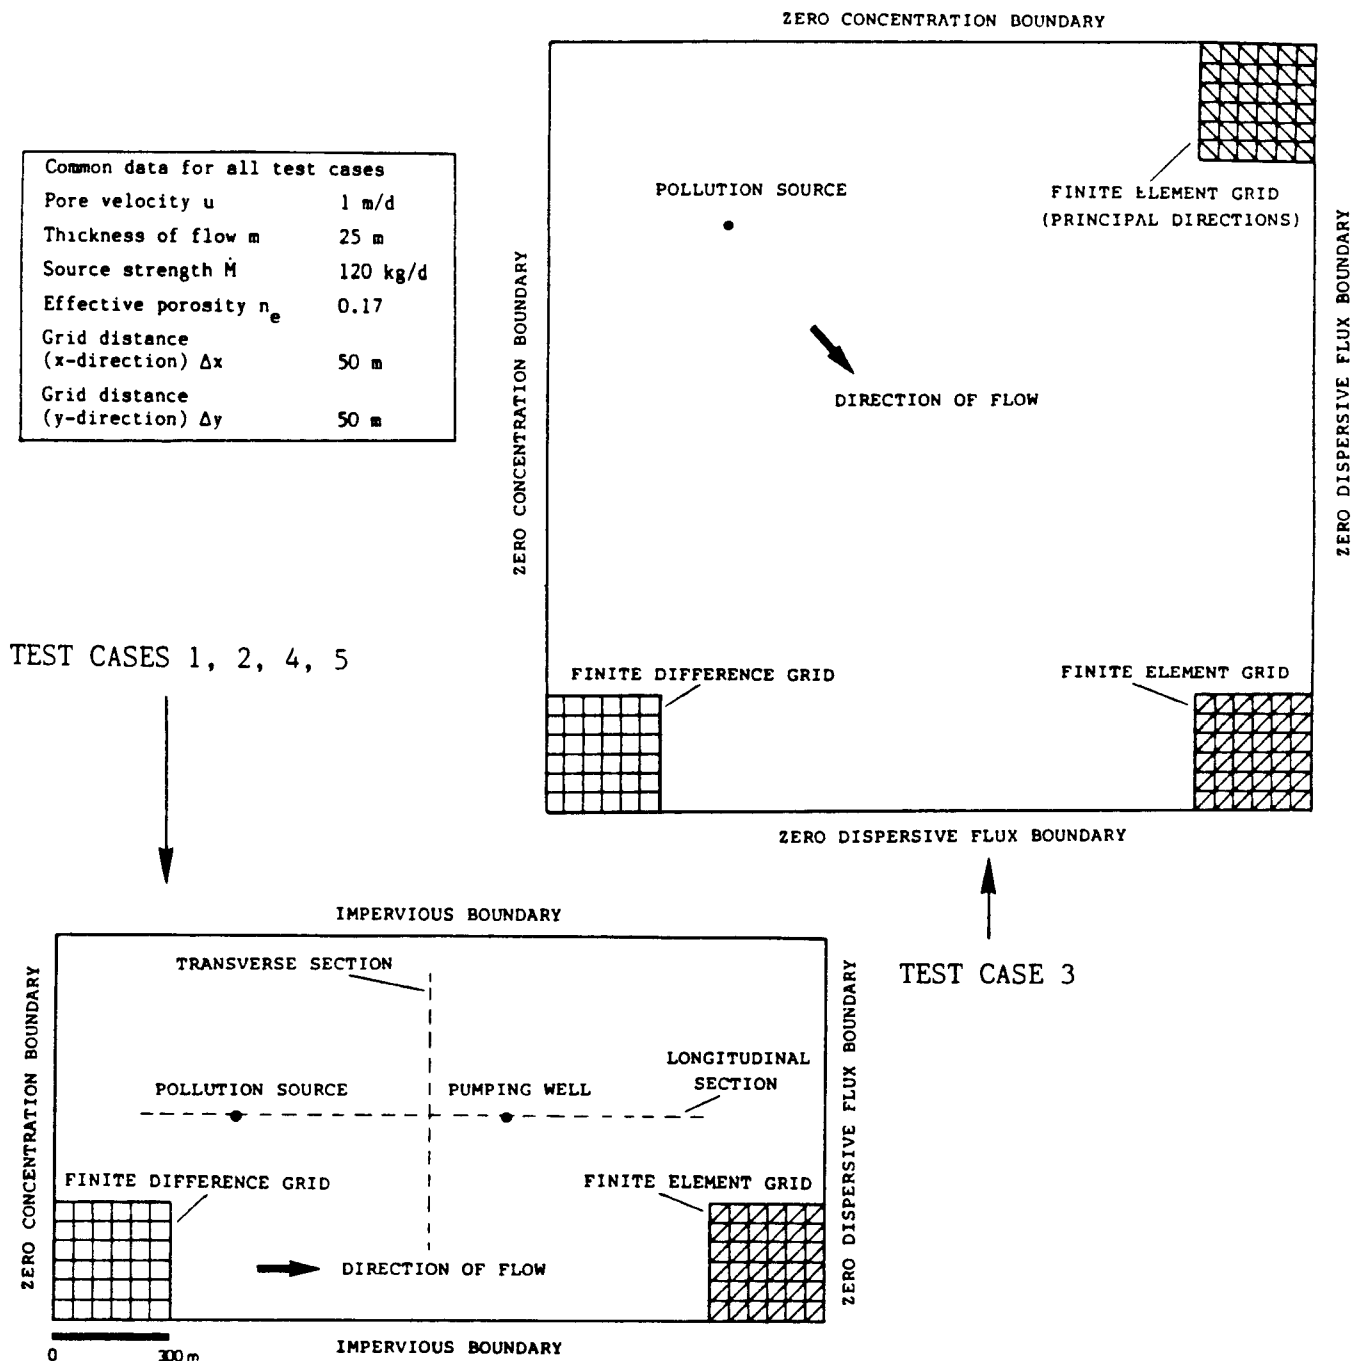 ZERO CONCENTRATION BOUNDARY
Common data for all test cases
Pore velocity u 1 m/d
Thickness of flow m 25 m
Source strength Ṁ 120 kg/d
Effective porosity n_e 0.17
Grid distance
(x-direction) Δx 50 m
Grid distance
(y-direction) Δy 50 m
POLLUTION SOURCE
FINITE ELEMENT GRID
(PRINCIPAL DIRECTIONS)
ZERO CONCENTRATION BOUNDARY
ZERO DISPERSIVE FLUX BOUNDARY
DIRECTION OF FLOW
TEST CASES 1, 2, 4, 5
FINITE DIFFERENCE GRID
FINITE ELEMENT GRID
ZERO DISPERSIVE FLUX BOUNDARY
TEST CASE 3
IMPERVIOUS BOUNDARY
TRANSVERSE SECTION
ZERO CONCENTRATION BOUNDARY
ZERO DISPERSIVE FLUX BOUNDARY
LONGITUDINAL
SECTION
POLLUTION SOURCE
PUMPING WELL
FINITE DIFFERENCE GRID
FINITE ELEMENT GRID
DIRECTION OF FLOW
IMPERVIOUS BOUNDARY
0 300 m